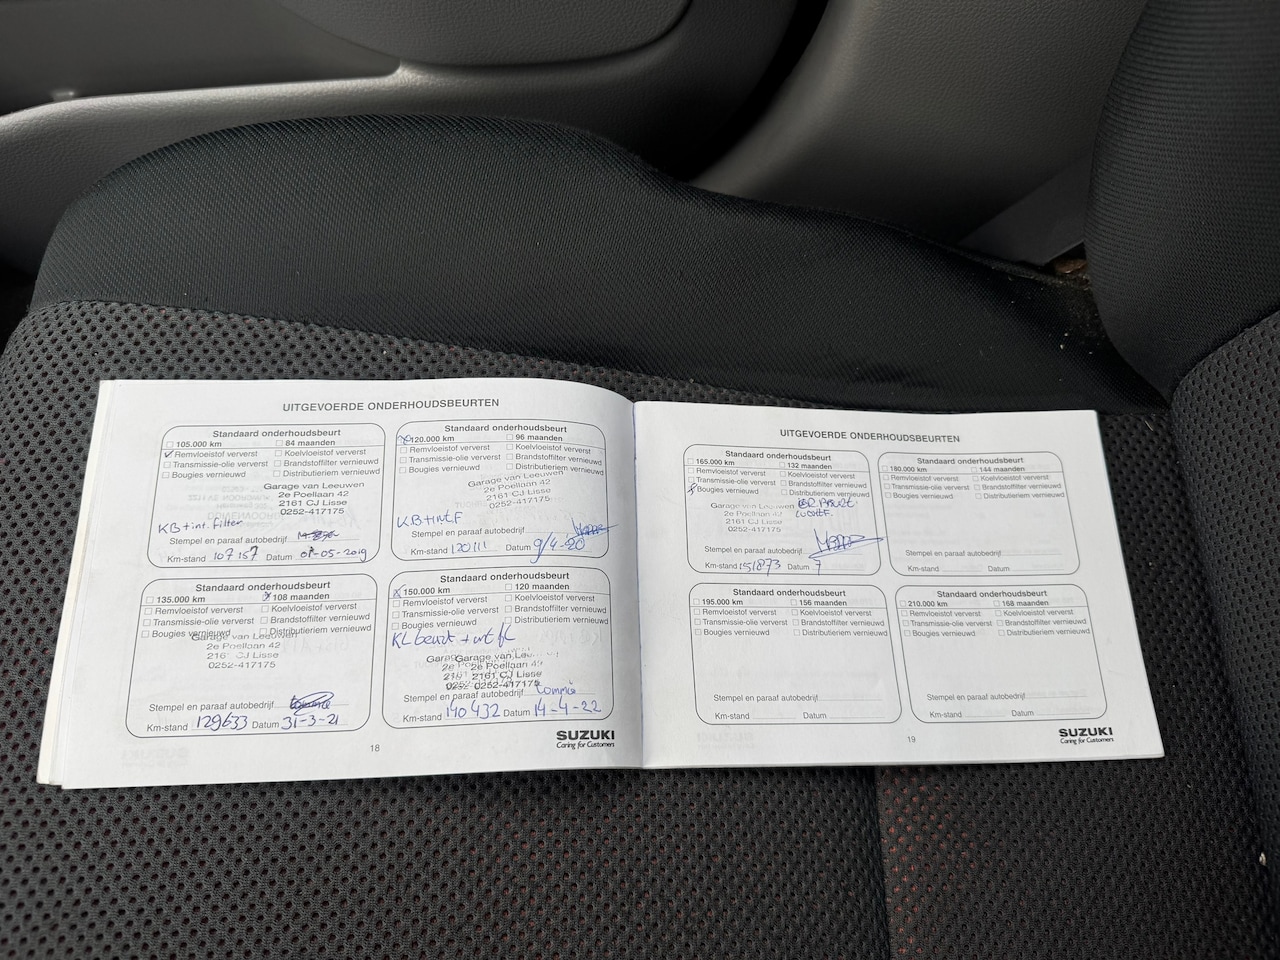 UITGEVOERDE ONDERHOUDSBEURTEN
Standaard onderhoudsbeurt
105.000 km 84 maanden
Remvloeistof ververst Koelvloeistof ververst
Transmissie-olie ververst Brandstoffilter vernieuwd
Bougies vernieuwd Distributieriem vernieuwd
Garage van Leeuwen
2e Poellaan 42
2161 CJ Lisse
0252-417175
KB + int. filter
Stempel en paraaf autobedrijf
Km-stand 107157 Datum 01-05-2019
Standaard onderhoudsbeurt
120.000 km 96 maanden
Remvloeistof ververst Koelvloeistof ververst
Transmissie-olie ververst Brandstoffilter vernieuwd
Bougies vernieuwd Distributieriem vernieuwd
Garage van Leeuwen
2e Poellaan 42
2161 CJ Lisse
0252-417175
KB + int.F
Stempel en paraaf autobedrijf
Km-stand 120111 Datum 9/4-20
Standaard onderhoudsbeurt
135.000 km 108 maanden
Remvloeistof ververst Koelvloeistof ververst
Transmissie-olie ververst Brandstoffilter vernieuwd
Bougies vernieuwd Distributieriem vernieuwd
Garage van Leeuwen
2e Poellaan 42
216 CJ Lisse
0252-417175
Stempel en paraaf autobedrijf
Km-stand 129633 Datum 31-3-21
Standaard onderhoudsbeurt
150.000 km 120 maanden
Remvloeistof ververst Koelvloeistof ververst
Transmissie-olie ververst Brandstoffilter vernieuwd
Bougies vernieuwd Distributieriem vernieuwd
KL beurt + int fl
Garage van Leeuwen
2e Poellaan 42
2161 CJ Lisse
0252-417175
Stempel en paraaf autobedrijf Tommie
Km-stand 140432 Datum 14-4-22
18
SUZUKI
Caring for Customers
UITGEVOERDE ONDERHOUDSBEURTEN
Standaard onderhoudsbeurt
165.000 km 132 maanden
Remvloeistof ververst Koelvloeistof ververst
Transmissie-olie ververst Brandstoffilter vernieuwd
Bougies vernieuwd Distributieriem vernieuwd
Garage van Leeuwen
2e Poellaan 42
2161 CJ Lisse
0252-417175
Stempel en paraaf autobedrijf
Km-stand 151873 Datum 7
Standaard onderhoudsbeurt
180.000 km 144 maanden
Remvloeistof ververst Koelvloeistof ververst
Transmissie-olie ververst Brandstoffilter vernieuwd
Bougies vernieuwd Distributieriem vernieuwd
Stempel en paraaf autobedrijf
Km-stand Datum
Standaard onderhoudsbeurt
195.000 km 156 maanden
Remvloeistof ververst Koelvloeistof ververst
Transmissie-olie ververst Brandstoffilter vernieuwd
Bougies vernieuwd Distributieriem vernieuwd
Stempel en paraaf autobedrijf
Km-stand Datum
Standaard onderhoudsbeurt
210.000 km 168 maanden
Remvloeistof ververst Koelvloeistof ververst
Transmissie-olie ververst Brandstoffilter vernieuwd
Bougies vernieuwd Distributieriem vernieuwd
Stempel en paraaf autobedrijf
Km-stand Datum
19
SUZUKI
Caring for Customers